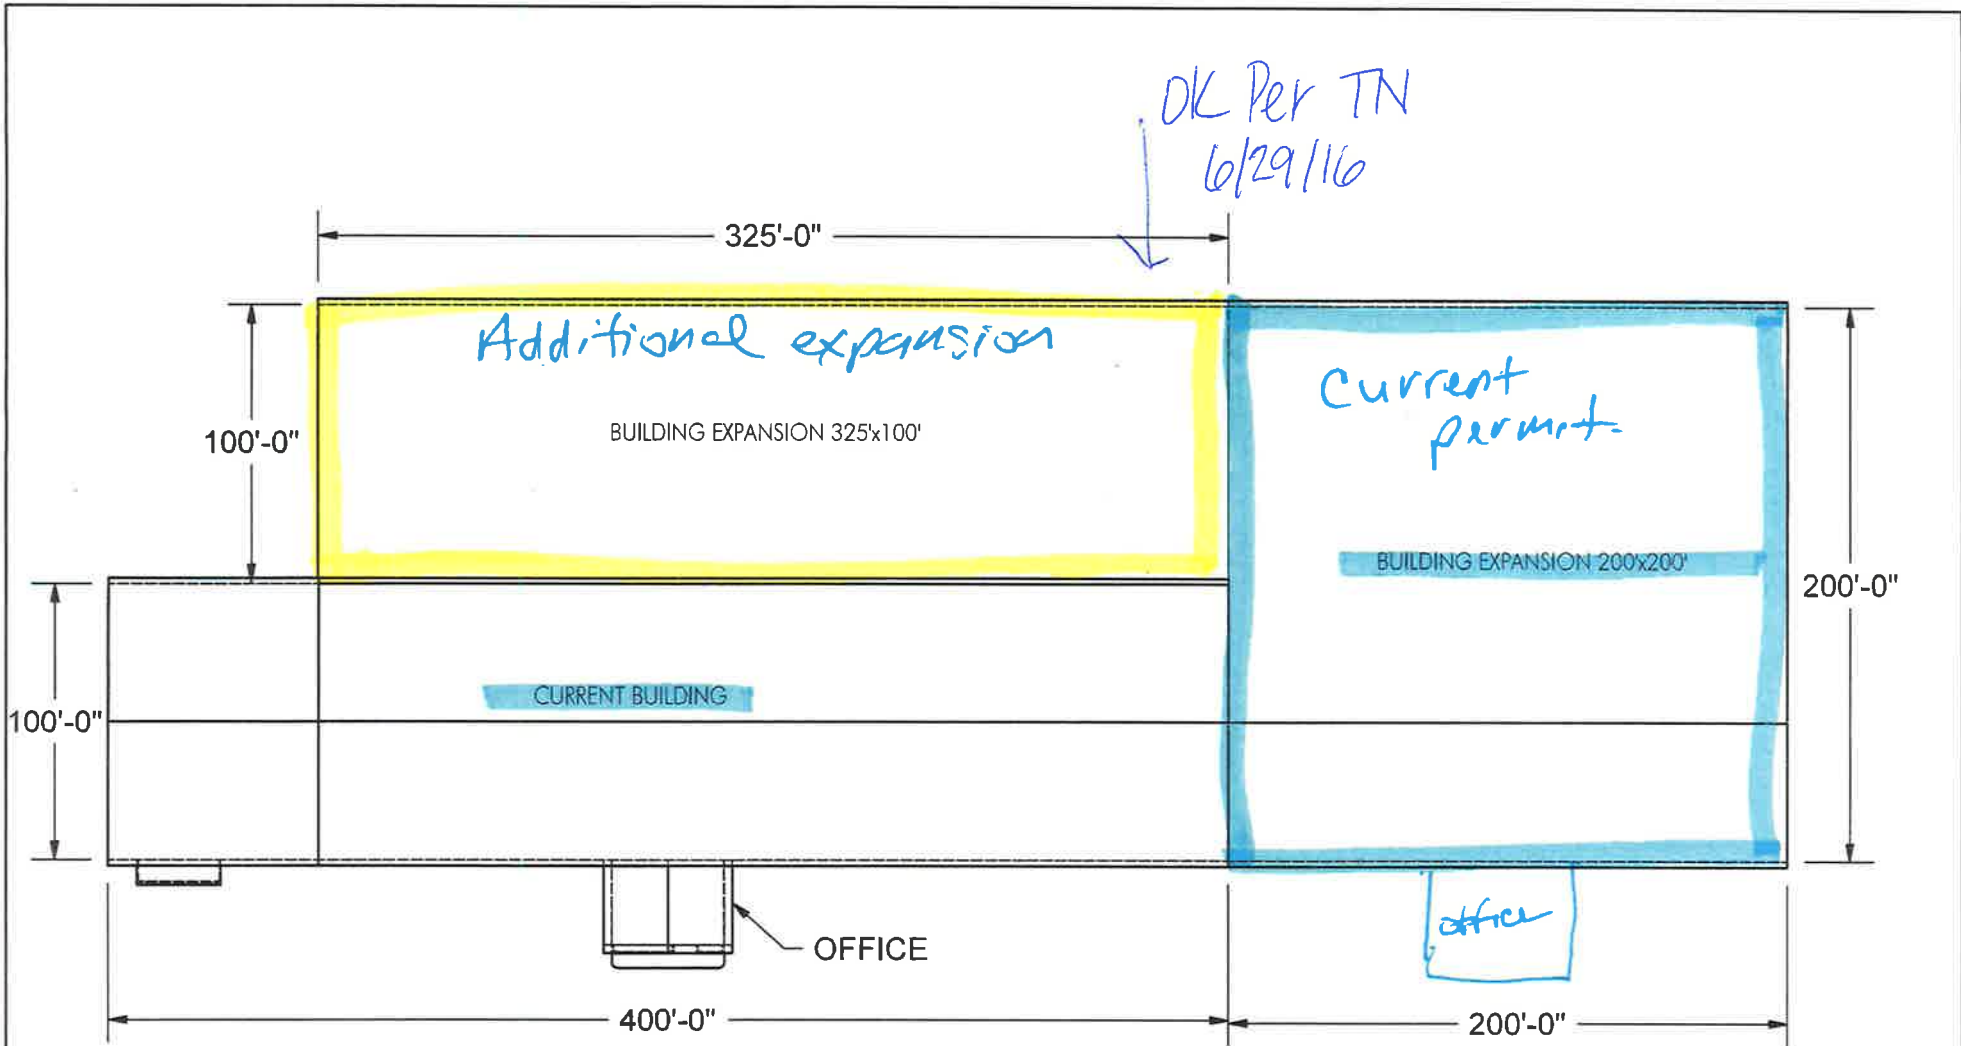 OK Per TN
6/29/16
325'-0"
Additional expansion
Current
permit.
100'-0"
BUILDING EXPANSION 325'x100'
BUILDING EXPANSION 200'x200'
200'-0"
CURRENT BUILDING
100'-0"
office
OFFICE
400'-0"
200'-0"